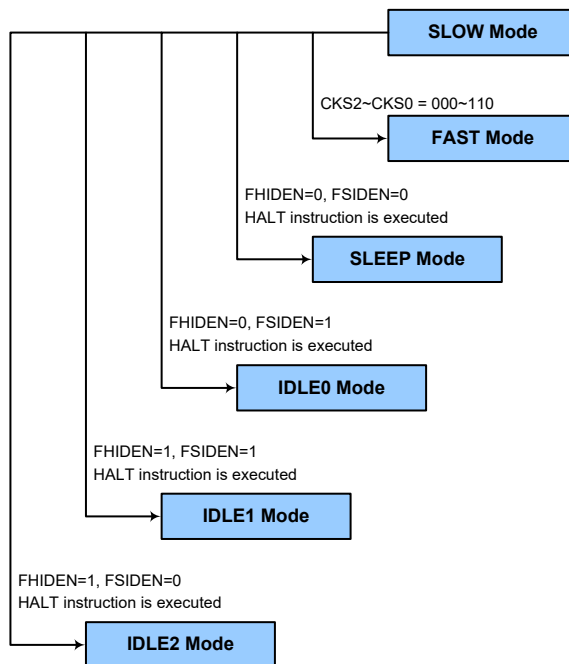 SLOW Mode
CKS2~CKS0 = 000~110
FAST Mode
FHIDEN=0, FSIDEN=0
HALT instruction is executed
SLEEP Mode
FHIDEN=0, FSIDEN=1
HALT instruction is executed
IDLE0 Mode
FHIDEN=1, FSIDEN=1
HALT instruction is executed
IDLE1 Mode
FHIDEN=1, FSIDEN=0
HALT instruction is executed
IDLE2 Mode